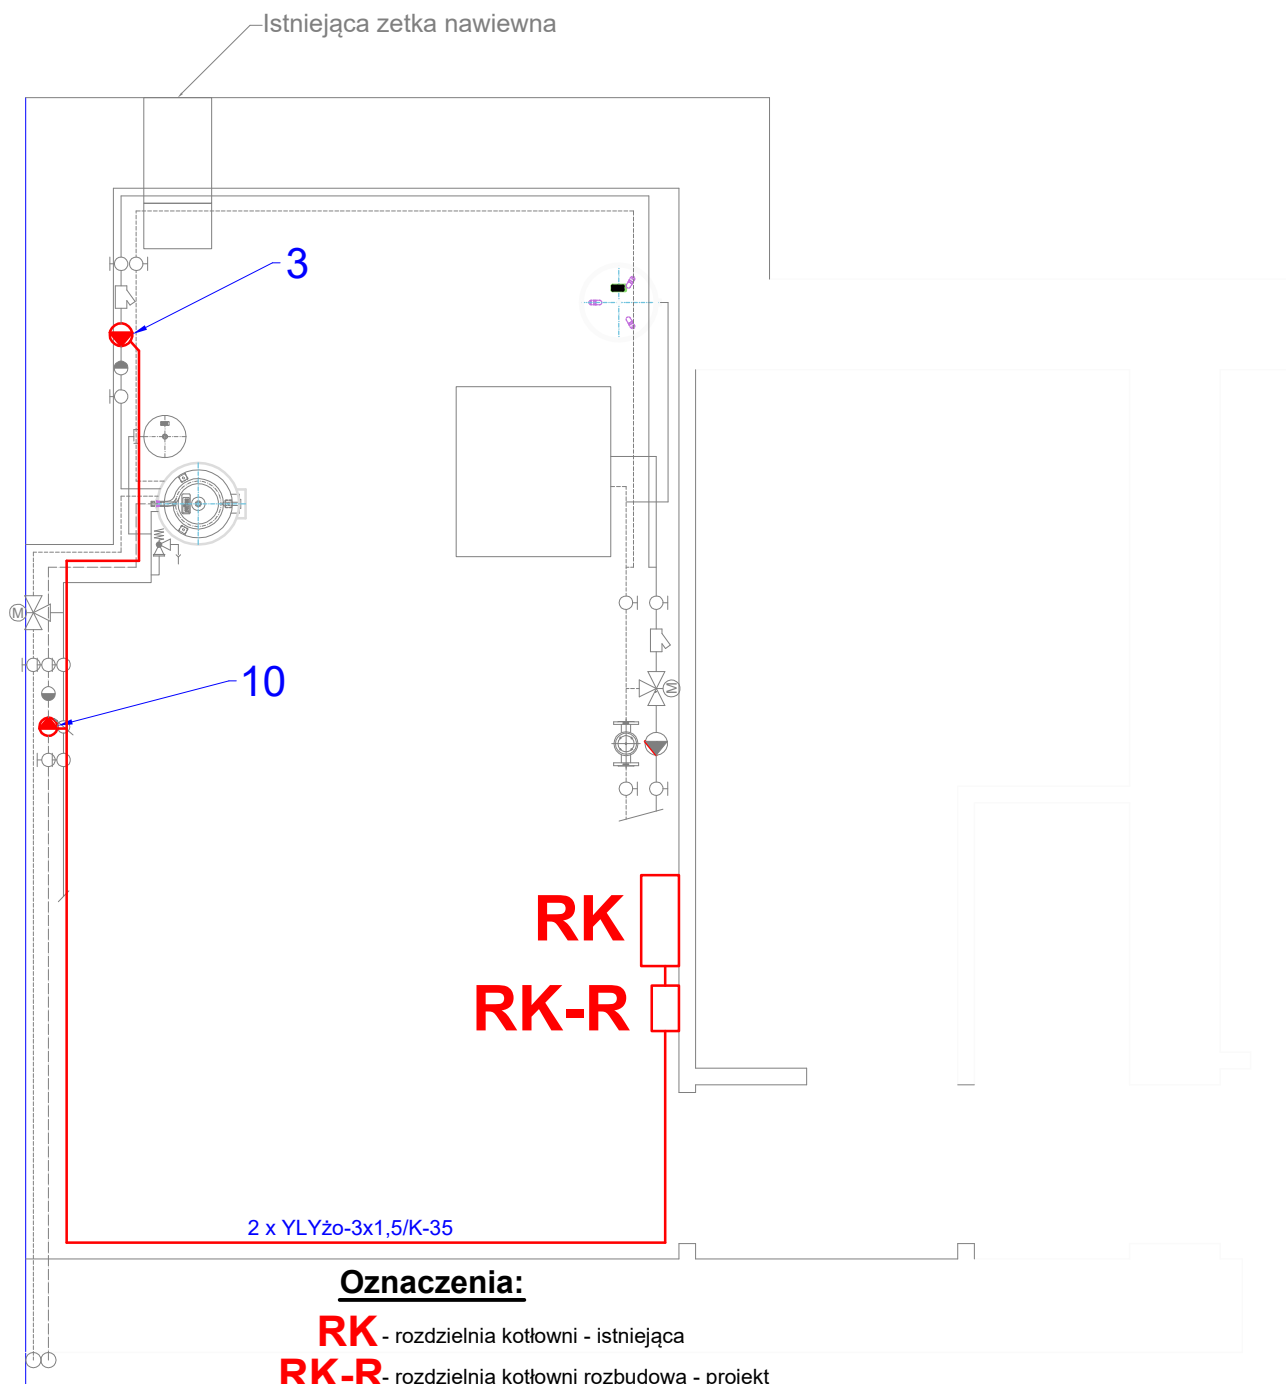 Istniejąca zetka nawiewna
3
M
10
M
RK
RK-R
2 x YLYżo-3x1,5/K-35
Oznaczenia:
RK - rozdzielnia kotłowni - istniejąca
RK-R - rozdzielnia kotłowni rozbudowa - projekt